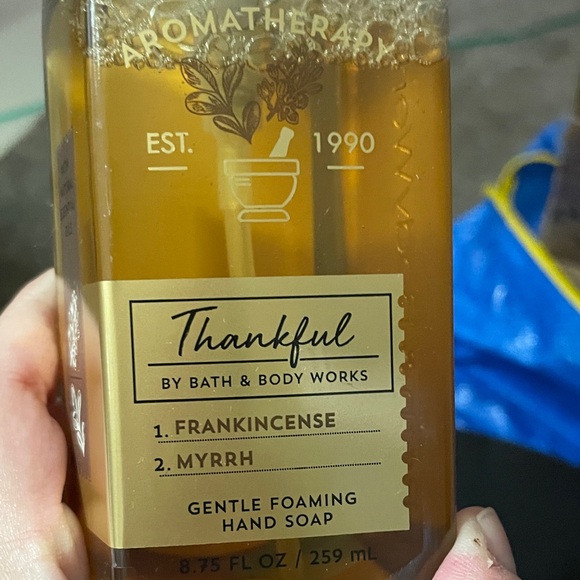 AROMATHERAPY
EST. 1990
Thankful
BY BATH & BODY WORKS
1. FRANKINCENSE
2. MYRRH
GENTLE FOAMING
HAND SOAP
8.75 FL OZ / 259 mL